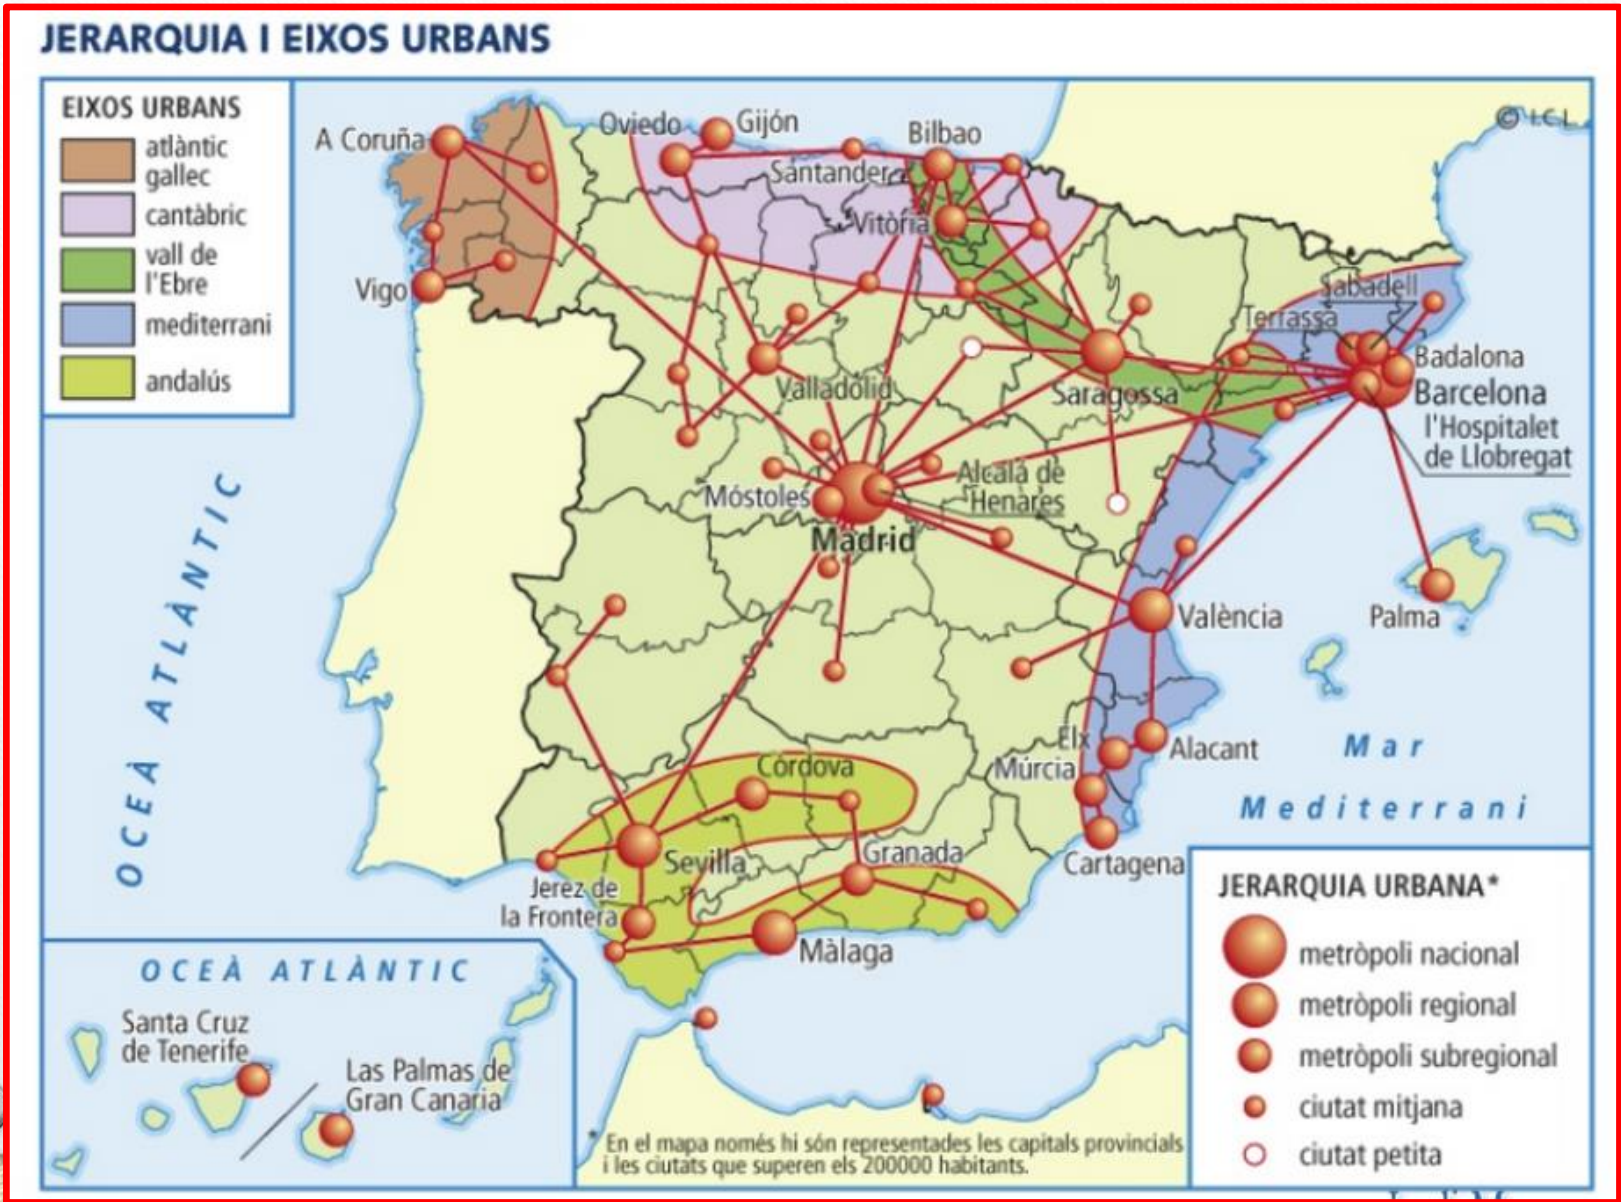 JERARQUIA I EIXOS URBANS
EIXOS URBANS
atlàntic
gallec
cantàbric
vall de
l'Ebre
mediterrani
andalús
© I.C.L.
A Coruña
Oviedo
Gijón
Bilbao
Santander
Vitòria
Vigo
Sabadell
Terrassa
Badalona
Barcelona
l'Hospitalet
de Llobregat
Valladolid
Saragossa
Alcalá de
Henares
Móstoles
Madrid
OCEÀ ATLÀNTIC
València
Palma
Elx
Alacant
Múrcia
Cartagena
Mar
Mediterrani
Còrdova
Sevilla
Granada
Jerez de
la Frontera
Màlaga
OCEÀ ATLÀNTIC
Santa Cruz
de Tenerife
Las Palmas de
Gran Canaria
JERARQUIA URBANA*
metròpoli nacional
metròpoli regional
metròpoli subregional
ciutat mitjana
ciutat petita
* En el mapa només hi són representades les capitals provincials
i les ciutats que superen els 200000 habitants.